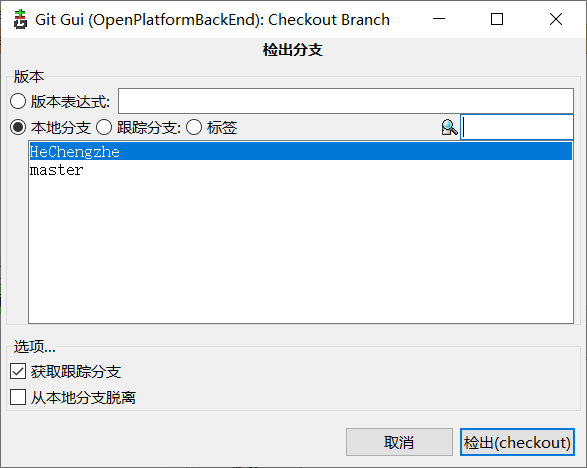 Git Gui (OpenPlatformBackEnd): Checkout Branch
检出分支
版本
版本表达式:
本地分支 跟踪分支: 标签
HeChengzhe
master
选项...
获取跟踪分支
从本地分支脱离
取消 检出(checkout)